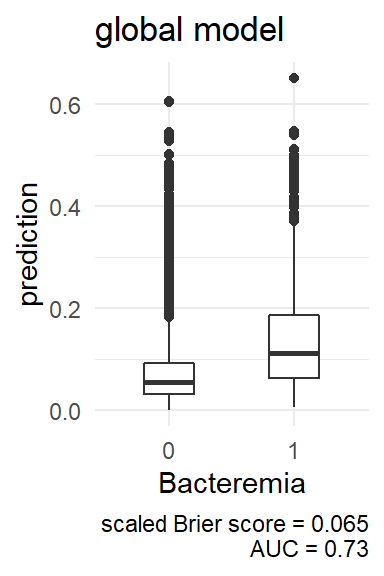 global model
prediction
0.6
0.4
0.2
0.0
0 1
Bacteremia
scaled Brier score = 0.065
AUC = 0.73